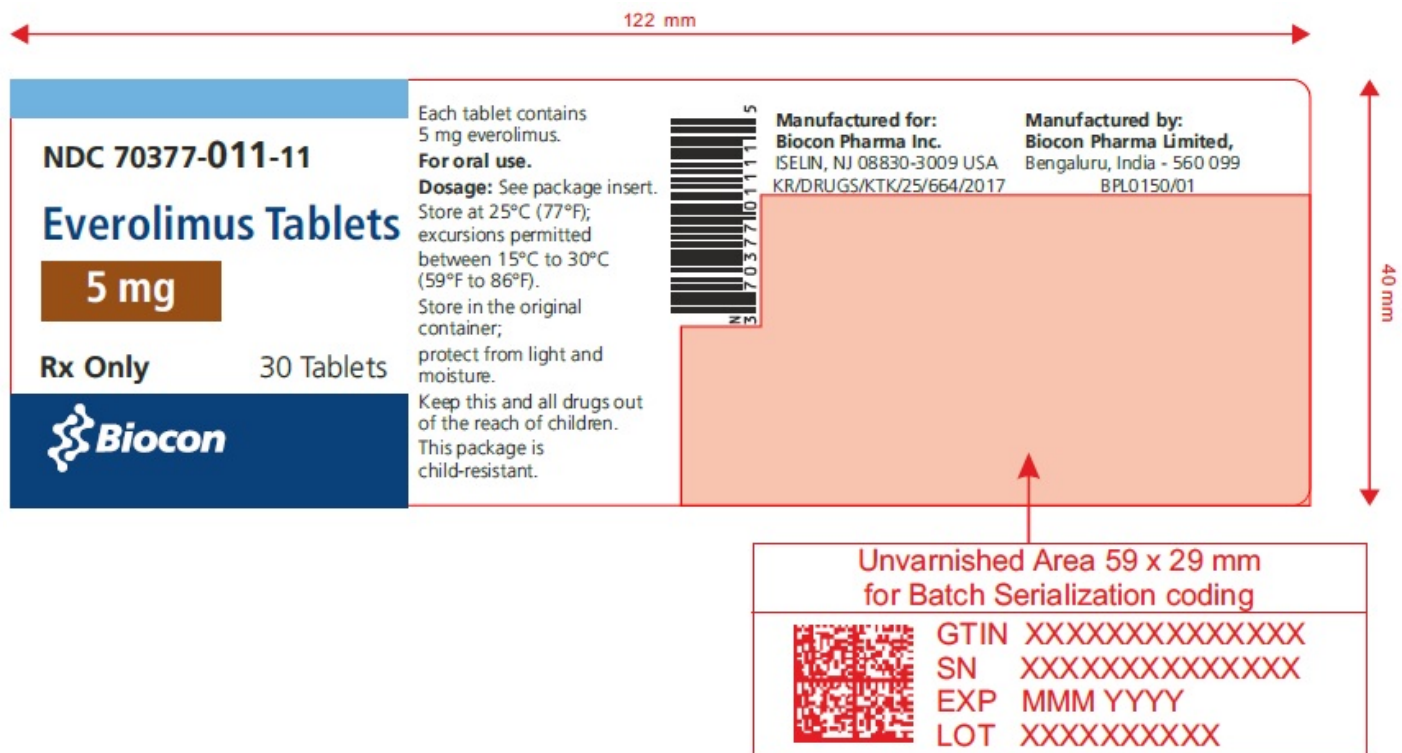 122 mm
NDC 70377-011-11
Everolimus Tablets
5 mg
Rx Only 30 Tablets
Biocon
Each tablet contains
5 mg everolimus.
For oral use.
Dosage: See package insert.
Store at 25°C (77°F);
excursions permitted
between 15°C to 30°C
(59°F to 86°F).
Store in the original
container;
protect from light and
moisture.
Keep this and all drugs out
of the reach of children.
This package is
child-resistant.
N
3 70377 01111 5
Manufactured for:
Biocon Pharma Inc.
ISELIN, NJ 08830-3009 USA
KR/DRUGS/KTK/25/664/2017
Manufactured by:
Biocon Pharma Limited,
Bengaluru, India - 560 099
BPL0150/01
40 mm
Unvarnished Area 59 x 29 mm
for Batch Serialization coding
GTIN XXXXXXXXXXXXXX
SN XXXXXXXXXXXXXX
EXP MMM YYYY
LOT XXXXXXXXXX